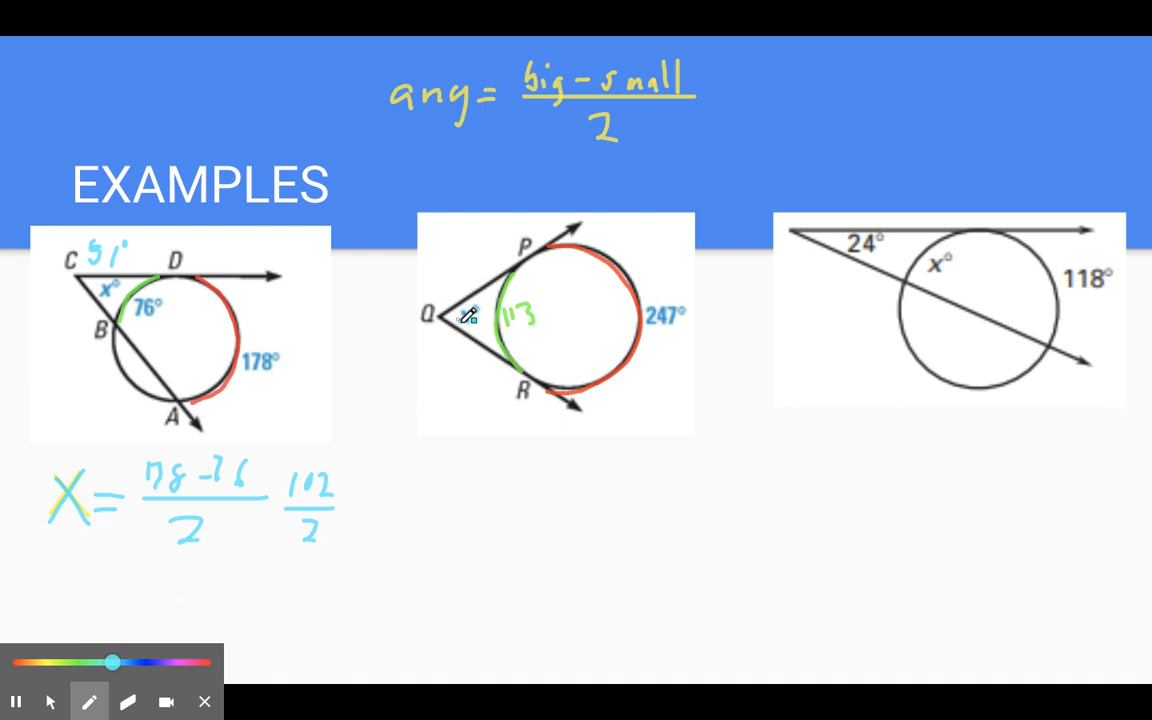 ang = big - small
2
EXAMPLES
C 51° D
x°
76°
B
178°
A
X = 178 - 76
2
102
2
P
Q
113
247°
R
24°
x°
118°